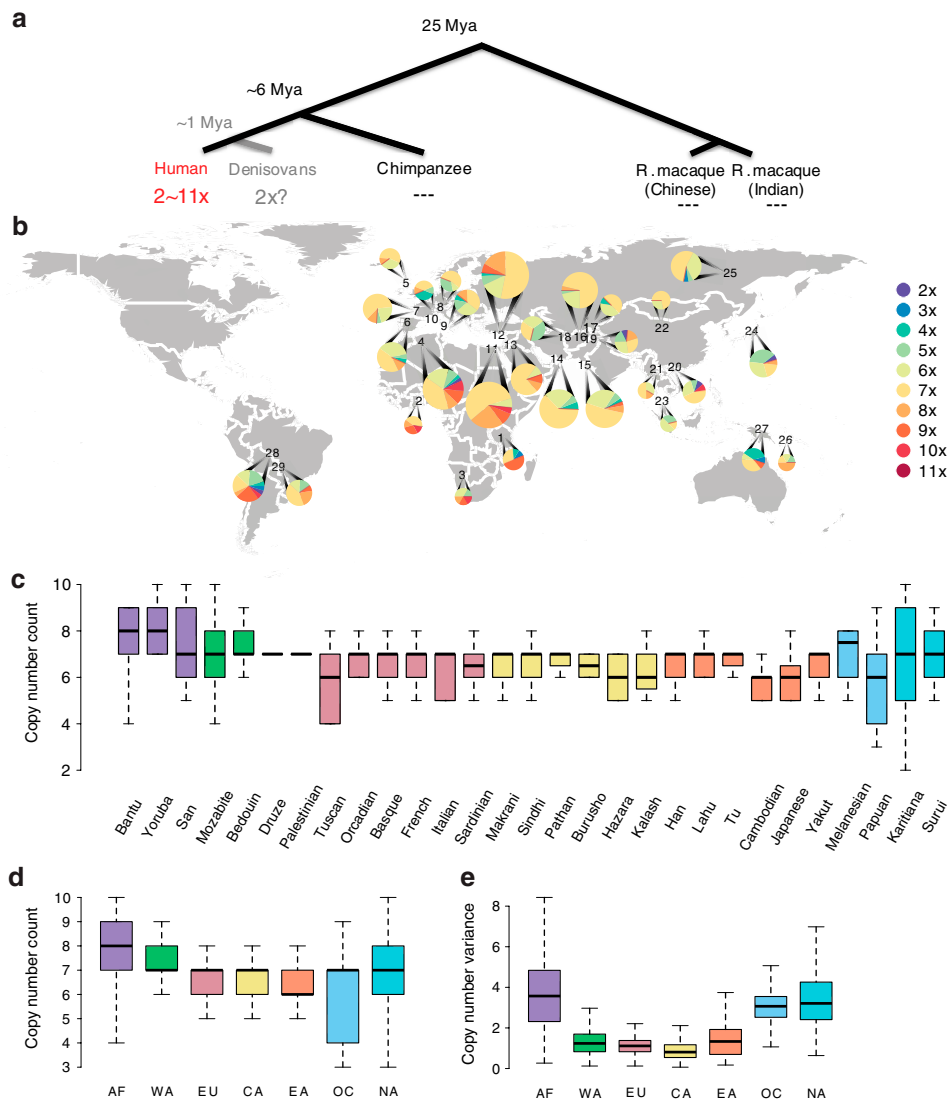 a
25 Mya
~6 Mya
~1 Mya
Human
Denisovans
Chimpanzee
R.macaque
(Chinese)
R.macaque
(Indian)
2~11x
2x?
---
---
---
b
5
7
8
10
9
6
4
12
11
13
17
18
16
19
14
15
22
25
24
21
20
23
27
26
2
1
3
28
29
2x
3x
4x
5x
6x
7x
8x
9x
10x
11x
c
Copy number count
10
8
6
4
2
Bantu
Yoruba
San
Mozabite
Bedouin
Druze
Palestinian
Tuscan
Orcadian
Basque
French
Italian
Sardinian
Makrani
Sindhi
Pathan
Burusho
Hazara
Kalash
Han
Lahu
Tu
Cambodian
Japanese
Yakut
Melanesian
Papuan
Karitiana
Surui
d
Copy number count
10
9
8
7
6
5
4
3
AF WA EU CA EA OC NA
e
Copy number variance
8
6
4
2
0
AF WA EU CA EA OC NA